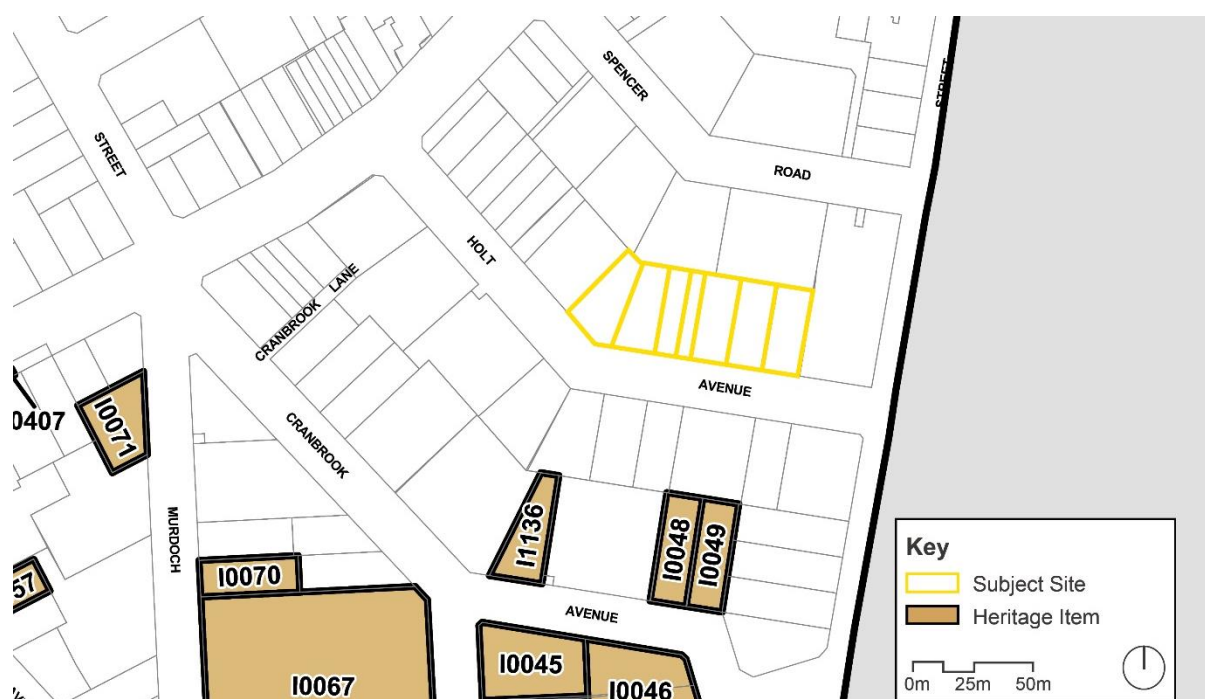 SPENCER
STREET
STREET
ROAD
HOLT
CRANBROOK LANE
AVENUE
0407
I0071
CRANBROOK
MURDOCH
I1136
I0048
I0049
57
I0070
AVENUE
I0045
I0067
I0046
Key
Subject Site
Heritage Item
0m 25m 50m